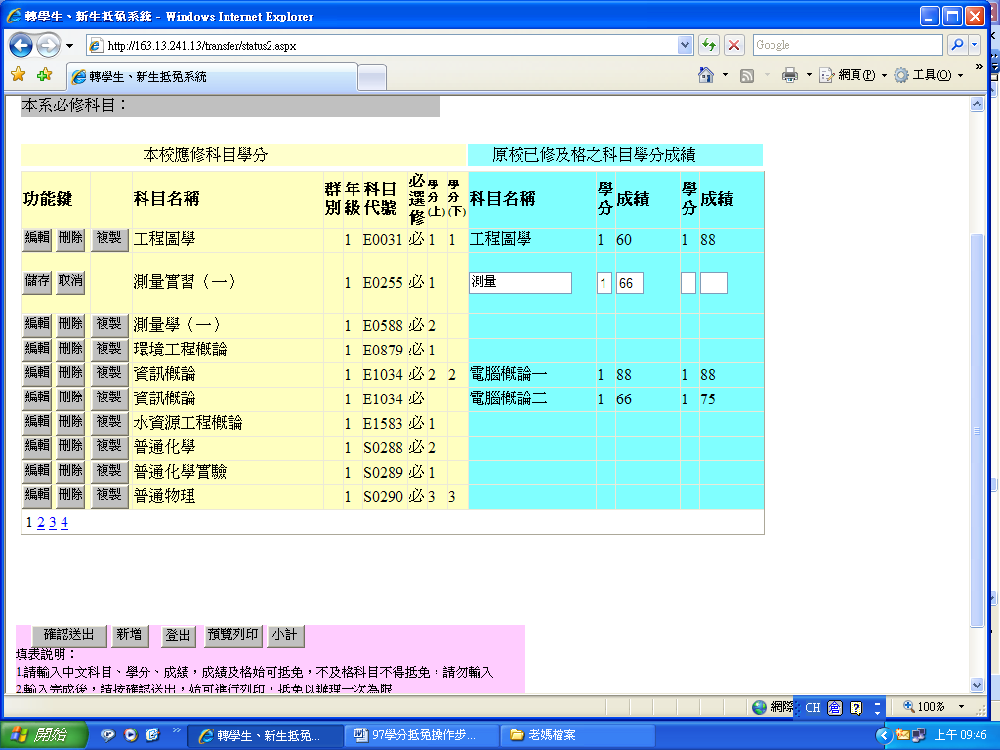 轉學生、新生抵免系統 - Windows Internet Explorer
http://163.13.241.13/transfer/status2.aspx
Google
轉學生、新生抵免系統
網頁(P)
工具(O)
本系必修科目：
本校應修科目學分 原校已修及格之科目學分成績
功能鍵 科目名稱 群別 年級 科目代號 必選修 學分(上) 學分(下) 科目名稱 學分 成績 學分 成績
編輯 刪除 複製 工程圖學 1 E0031 必 1 1 工程圖學 1 60 1 88
儲存 取消 測量實習（一） 1 E0255 必 1 測量 1 66
編輯 刪除 複製 測量學（一） 1 E0588 必 2
編輯 刪除 複製 環境工程概論 1 E0879 必 1
編輯 刪除 複製 資訊概論 1 E1034 必 2 2 電腦概論一 1 88 1 88
編輯 刪除 複製 資訊概論 1 E1034 必 電腦概論二 1 66 1 75
編輯 刪除 複製 水資源工程概論 1 E1583 必 1
編輯 刪除 複製 普通化學 1 S0288 必 2
編輯 刪除 複製 普通化學實驗 1 S0289 必 1
編輯 刪除 複製 普通物理 1 S0290 必 3 3
1 2 3 4
確認送出 新增 登出 預覽列印 小計
填表說明：
1.請輸入中文科目、學分、成績，成績及格始可抵免，不及格科目不得抵免，請勿輸入
2.輸入完成後，請按確認送出，始可進行列印，抵免以辦理一次為限
網際 CH 100%
開始 轉學生、新生抵免... 97學分抵免操作步... 老媽檔案 上午 09:46